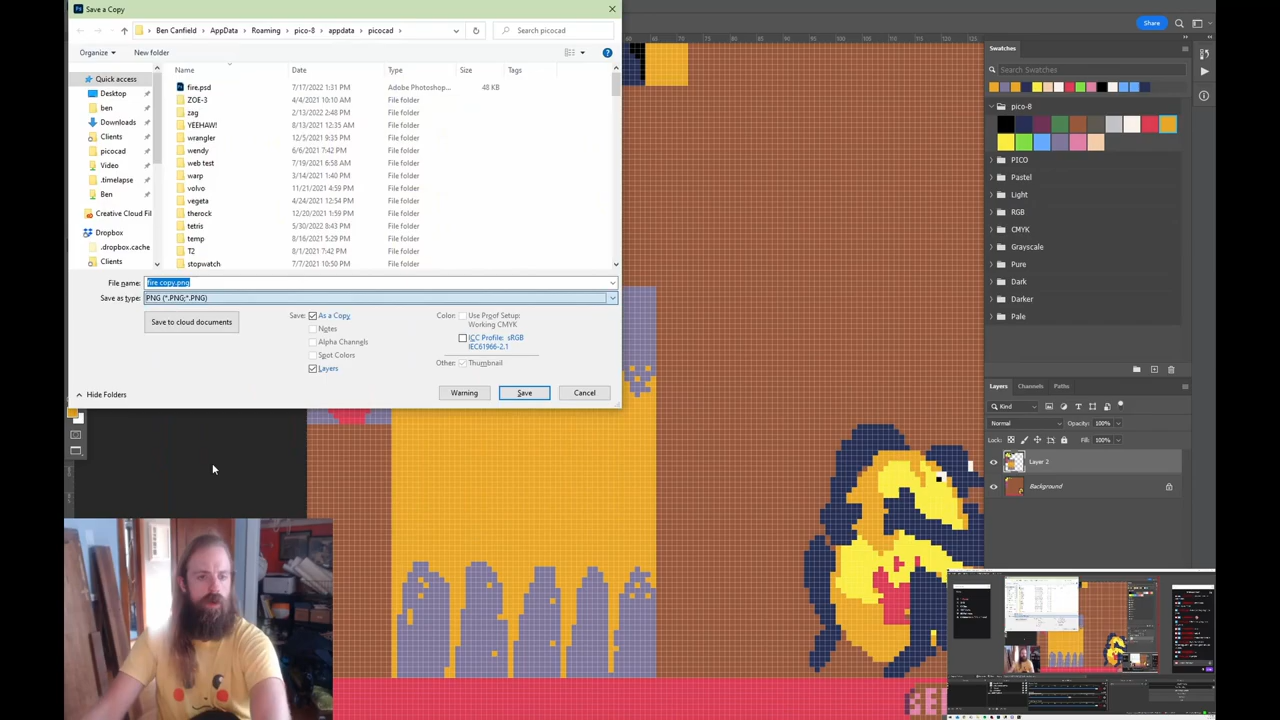 Save a Copy
Ben Canfield > AppData > Roaming > pico-8 > appdata > picocad >
Search picocad
Organize
New folder
Name Date Type Size Tags
Quick access
Desktop
ben
Downloads
Clients
picocad
Video
.timelapse
Ben
Creative Cloud Fil
Dropbox
.dropbox.cache
Clients
fire.psd 7/17/2022 1:31 PM Adobe Photoshop... 48 KB
ZOE-3 4/4/2021 10:10 AM File folder
zag 2/13/2022 2:48 PM File folder
YEEHAW! 8/13/2021 12:35 AM File folder
wrangler 12/5/2021 9:35 PM File folder
wendy 6/6/2021 7:42 PM File folder
web test 7/19/2021 6:58 AM File folder
warp 3/14/2021 1:40 PM File folder
volvo 11/21/2021 4:59 PM File folder
vegeta 4/24/2021 12:54 PM File folder
therock 12/20/2021 1:59 PM File folder
tetris 5/30/2022 8:43 PM File folder
temp 8/16/2021 5:29 PM File folder
T2 8/1/2021 7:42 PM File folder
stopwatch 7/7/2021 10:50 PM File folder
File name: fire copy.png
Save as type: PNG (*.PNG;*.PNG)
Save to cloud documents
Save: As a Copy
Notes
Alpha Channels
Spot Colors
Layers
Color: Use Proof Setup:
Working CMYK
ICC Profile: sRGB
IEC61966-2.1
Other: Thumbnail
Hide Folders
Warning
Save
Cancel
Share
Swatches
Search Swatches
pico-8
PICO
Pastel
Light
RGB
CMYK
Grayscale
Pure
Dark
Darker
Pale
Layers Channels Paths
Kind
Normal Opacity: 100%
Lock: Fill: 100%
Layer 2
Background